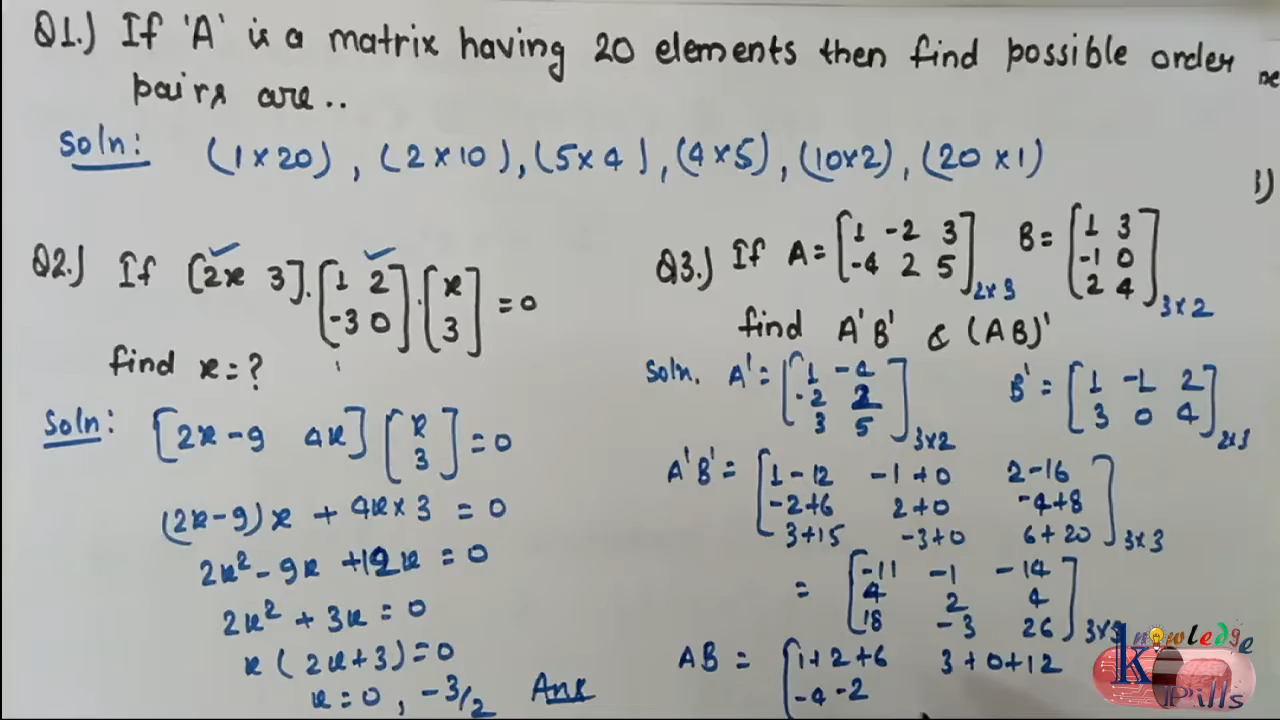 Q1.) If 'A' is a matrix having 20 elements then find possible order
pairs are..
Soln: (1×20), (2×10), (5×4), (4×5), (10×2), (20×1)
i)
Q2.) If [2x 3].[1 2
-3 0].[x
3] = 0
find x = ?
Soln: [2x-9 4x] [x
3] = 0
(2x-9)x + 4x×3 = 0
2x² - 9x + 12x = 0
2x² + 3x = 0
x(2x+3) = 0
x = 0, -3/2 Ans
Q3.) If A = [1 -2 3
-4 2 5] 2×3 B = [1 3
-1 0
2 4] 3×2
find A'B' & (AB)'
Soln. A' = [1 -4
-2 2
3 5] 3×2 B' = [1 -1 2
3 0 4] 2×3
A'B' = [1-12 -1+0 2-16
-2+6 2+0 -4+8
3+15 -3+0 6+20] 3×3
= [-11 -1 -14
4 2 4
18 -3 26] 3×3
AB = [1+2+6 3+0+12
-4-2
knowledge
Pills